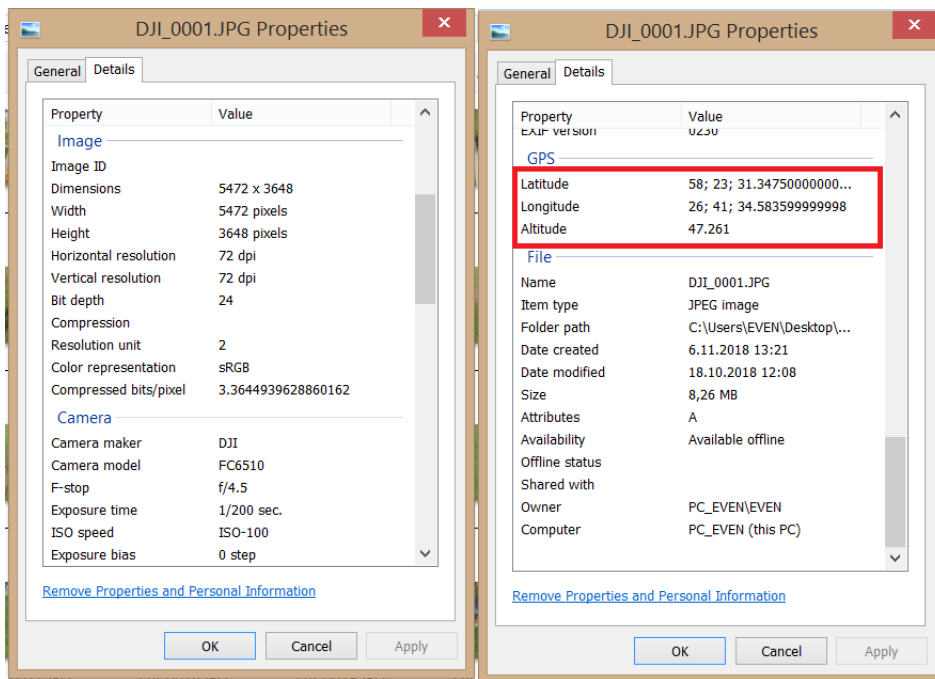 DJI_0001.JPG Properties
General
Details
Property Value
Image
Image ID
Dimensions 5472 x 3648
Width 5472 pixels
Height 3648 pixels
Horizontal resolution 72 dpi
Vertical resolution 72 dpi
Bit depth 24
Compression
Resolution unit 2
Color representation sRGB
Compressed bits/pixel 3.3644939628860162
Camera
Camera maker DJI
Camera model FC6510
F-stop f/4.5
Exposure time 1/200 sec.
ISO speed ISO-100
Exposure bias 0 step
Remove Properties and Personal Information
OK Cancel Apply
DJI_0001.JPG Properties
General
Details
Property Value
EXIF version 0230
GPS
Latitude 58; 23; 31.34750000000...
Longitude 26; 41; 34.583599999998
Altitude 47.261
File
Name DJI_0001.JPG
Item type JPEG image
Folder path C:\Users\EVEN\Desktop\...
Date created 6.11.2018 13:21
Date modified 18.10.2018 12:08
Size 8,26 MB
Attributes A
Availability Available offline
Offline status
Shared with
Owner PC_EVEN\EVEN
Computer PC_EVEN (this PC)
Remove Properties and Personal Information
OK Cancel Apply